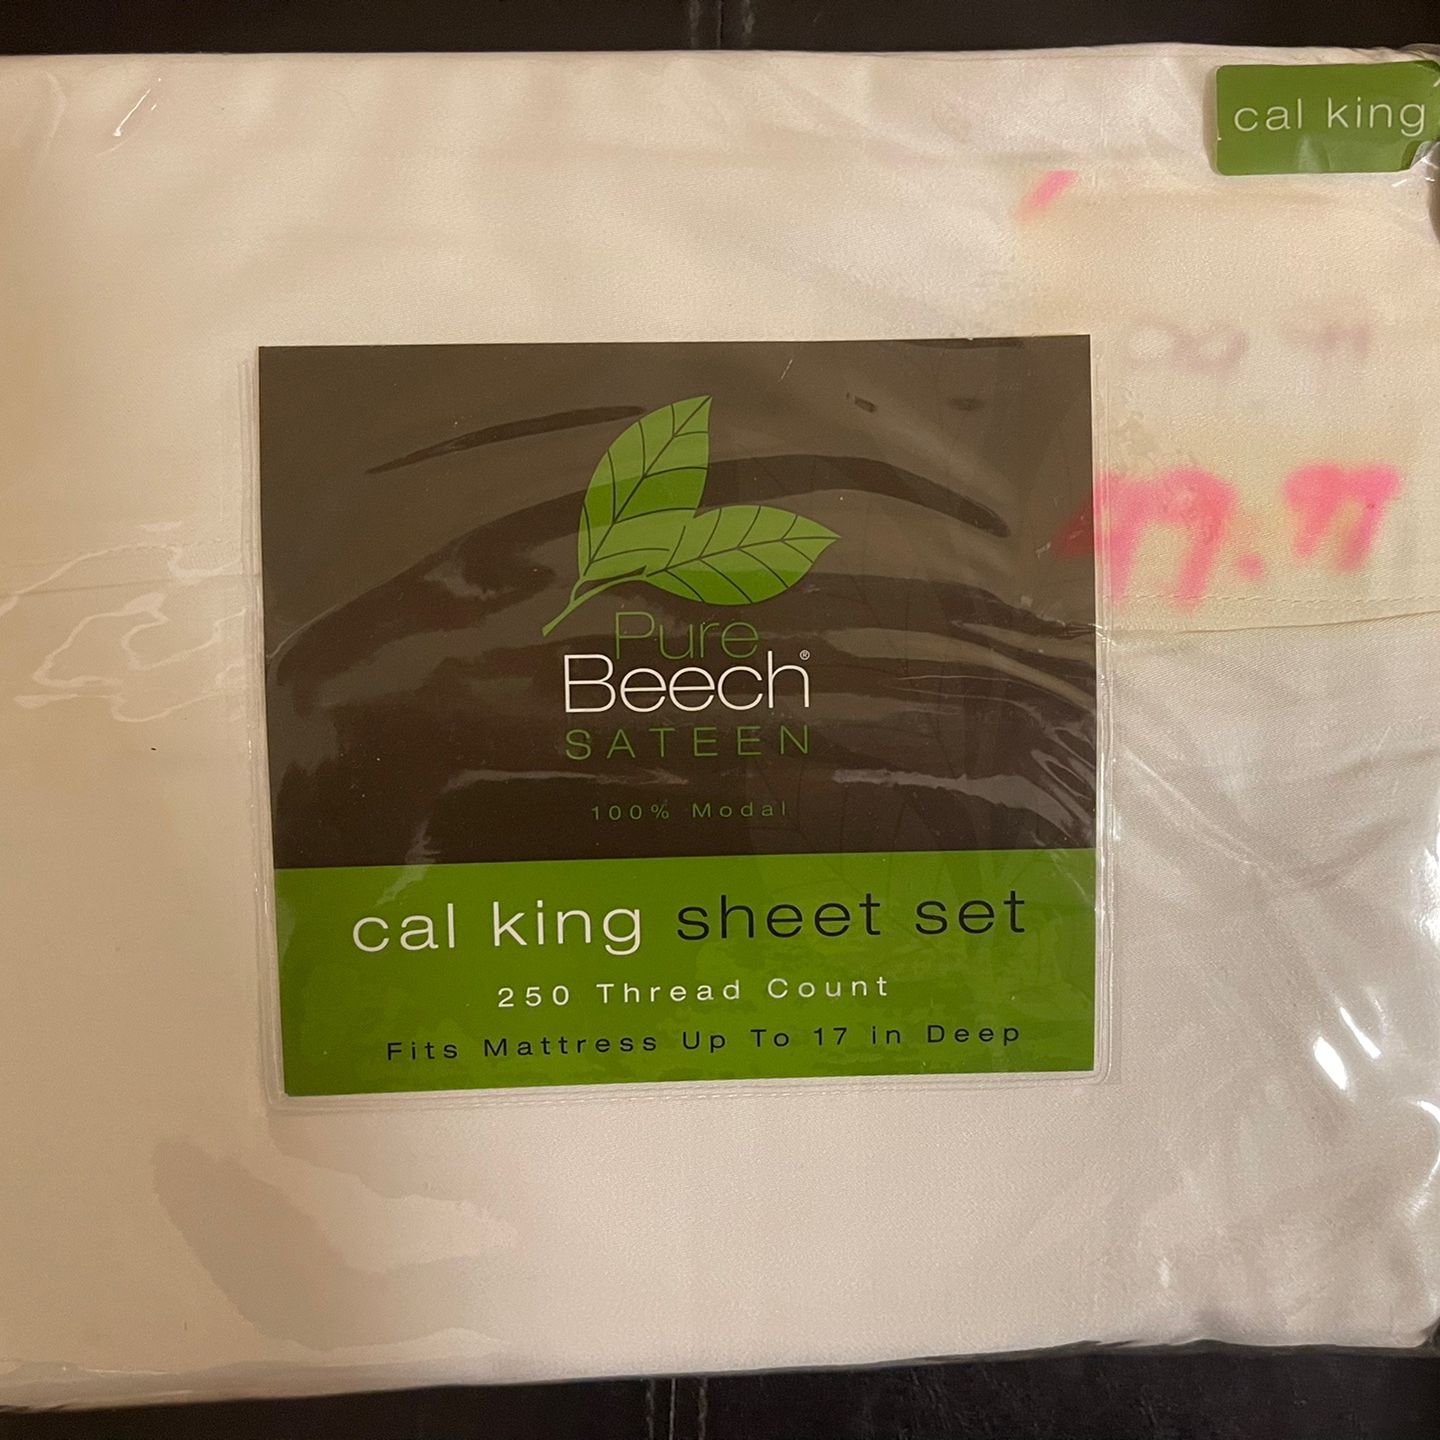 cal king
Pure
Beech®
SATEEN
100% Modal
cal king sheet set
250 Thread Count
Fits Mattress Up To 17 in Deep